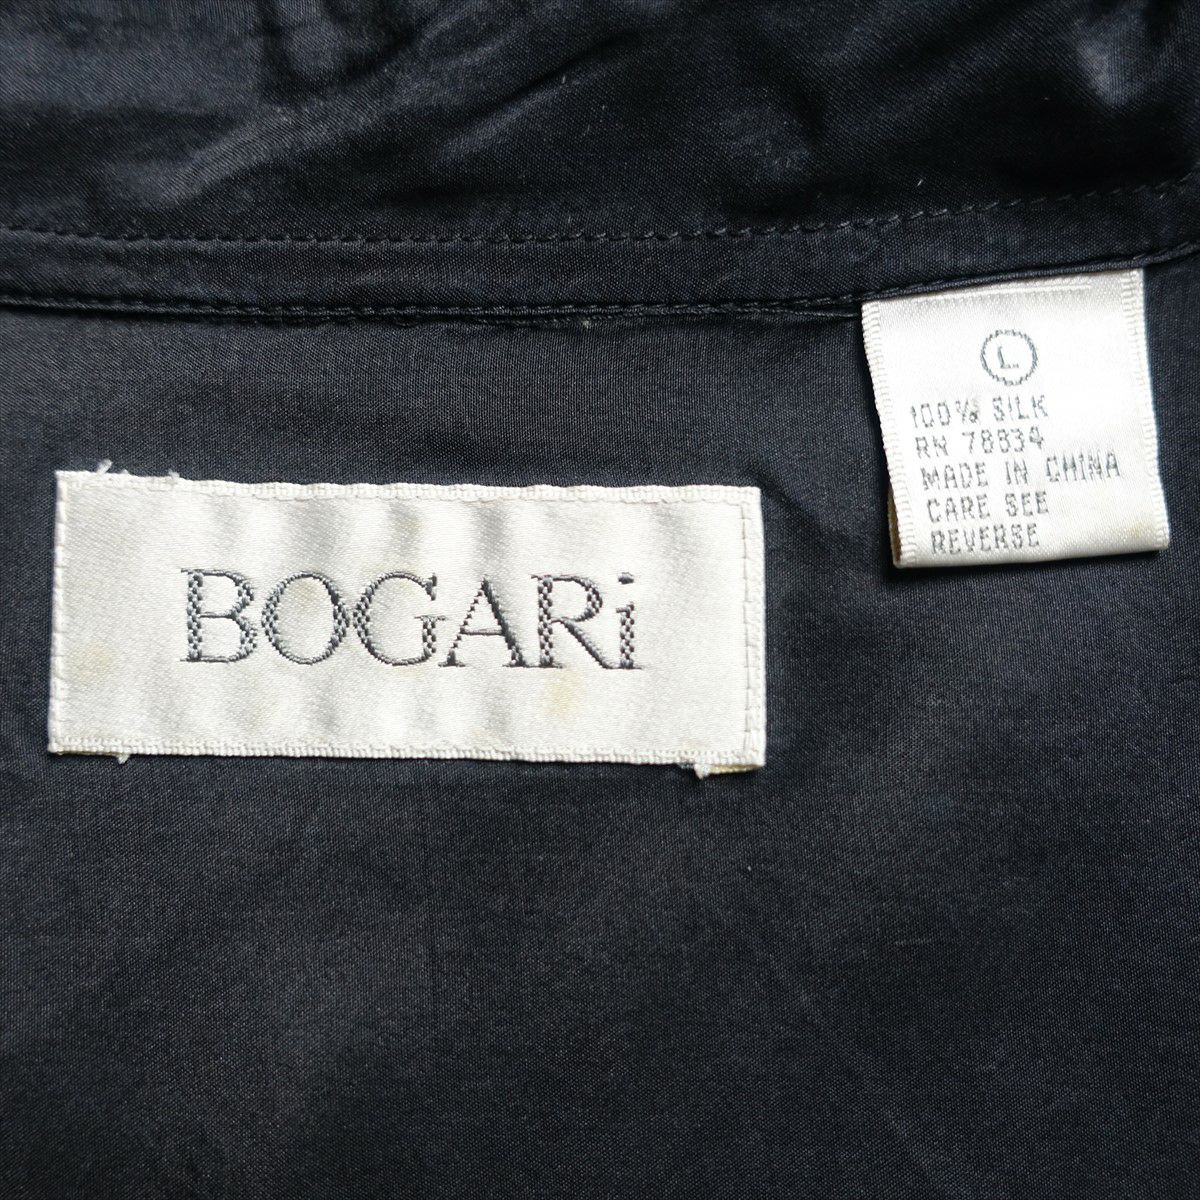 BOGARi
L
100% SILK
RN 78834
MADE IN CHINA
CARE SEE
REVERSE